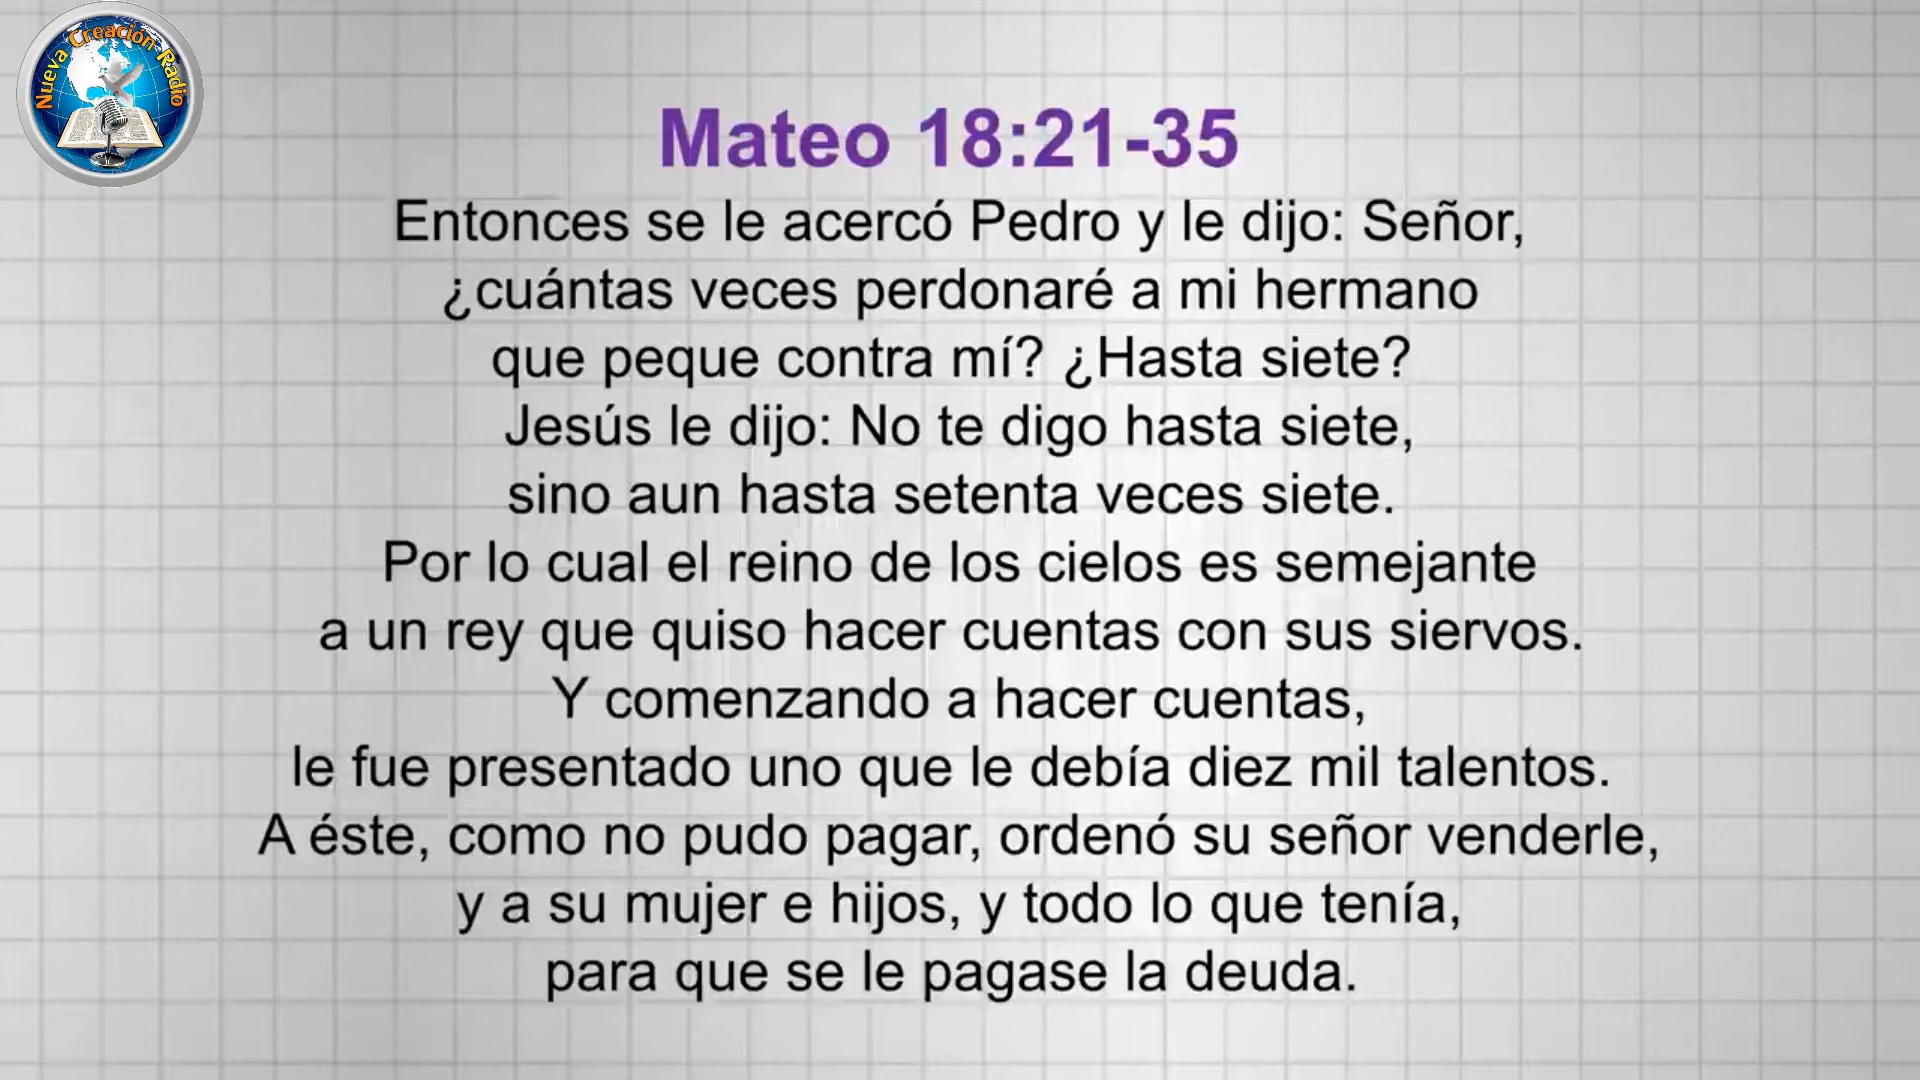 Nueva Creación Radio
Mateo 18:21-35
Entonces se le acercó Pedro y le dijo: Señor,
¿cuántas veces perdonaré a mi hermano
que peque contra mí? ¿Hasta siete?
Jesús le dijo: No te digo hasta siete,
sino aun hasta setenta veces siete.
Por lo cual el reino de los cielos es semejante
a un rey que quiso hacer cuentas con sus siervos.
Y comenzando a hacer cuentas,
le fue presentado uno que le debía diez mil talentos.
A éste, como no pudo pagar, ordenó su señor venderle,
y a su mujer e hijos, y todo lo que tenía,
para que se le pagase la deuda.